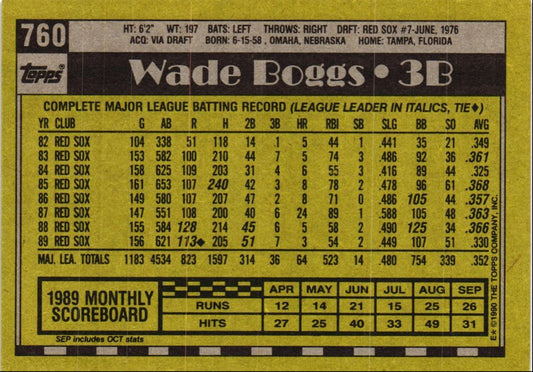 760
HT: 6'2" WT: 197 BATS: LEFT THROWS: RIGHT DRFT: RED SOX #7-JUNE, 1976
ACQ: VIA DRAFT BORN: 6-15-58, OMAHA, NEBRASKA HOME: TAMPA, FLORIDA
Topps®
Wade Boggs • 3B
COMPLETE MAJOR LEAGUE BATTING RECORD (LEAGUE LEADER IN ITALICS, TIE♦)
YR CLUB G AB R H 2B 3B HR RBI SB SLG BB SO AVG
82 RED SOX 104 338 51 118 14 1 5 44 1 .441 35 21 .349
83 RED SOX 153 582 100 210 44 7 5 74 3 .486 92 36 .361
84 RED SOX 158 625 109 203 31 6 6 55 3 .416 89 44 .325
85 RED SOX 161 653 107 240 42 3 8 78 2 .478 96 61 .368
86 RED SOX 149 580 107 207 47 2 8 71 0 .486 105 44 .357
87 RED SOX 147 551 108 200 40 6 24 89 1 .588 105 48 .363
88 RED SOX 155 584 128 214 45 6 5 58 2 .490 125 34 .366
89 RED SOX 156 621 113♦ 205 51 7 3 54 2 .449 107 51 .330
MAJ. LEA. TOTALS 1183 4534 823 1597 314 36 64 523 14 .480 754 339 .352
1989 MONTHLY SCOREBOARD
APR MAY JUN JUL AUG SEP
RUNS 12 14 21 15 25 26
HITS 27 25 40 33 49 31
SEP includes OCT stats
E★ ©1990 THE TOPPS COMPANY, INC.